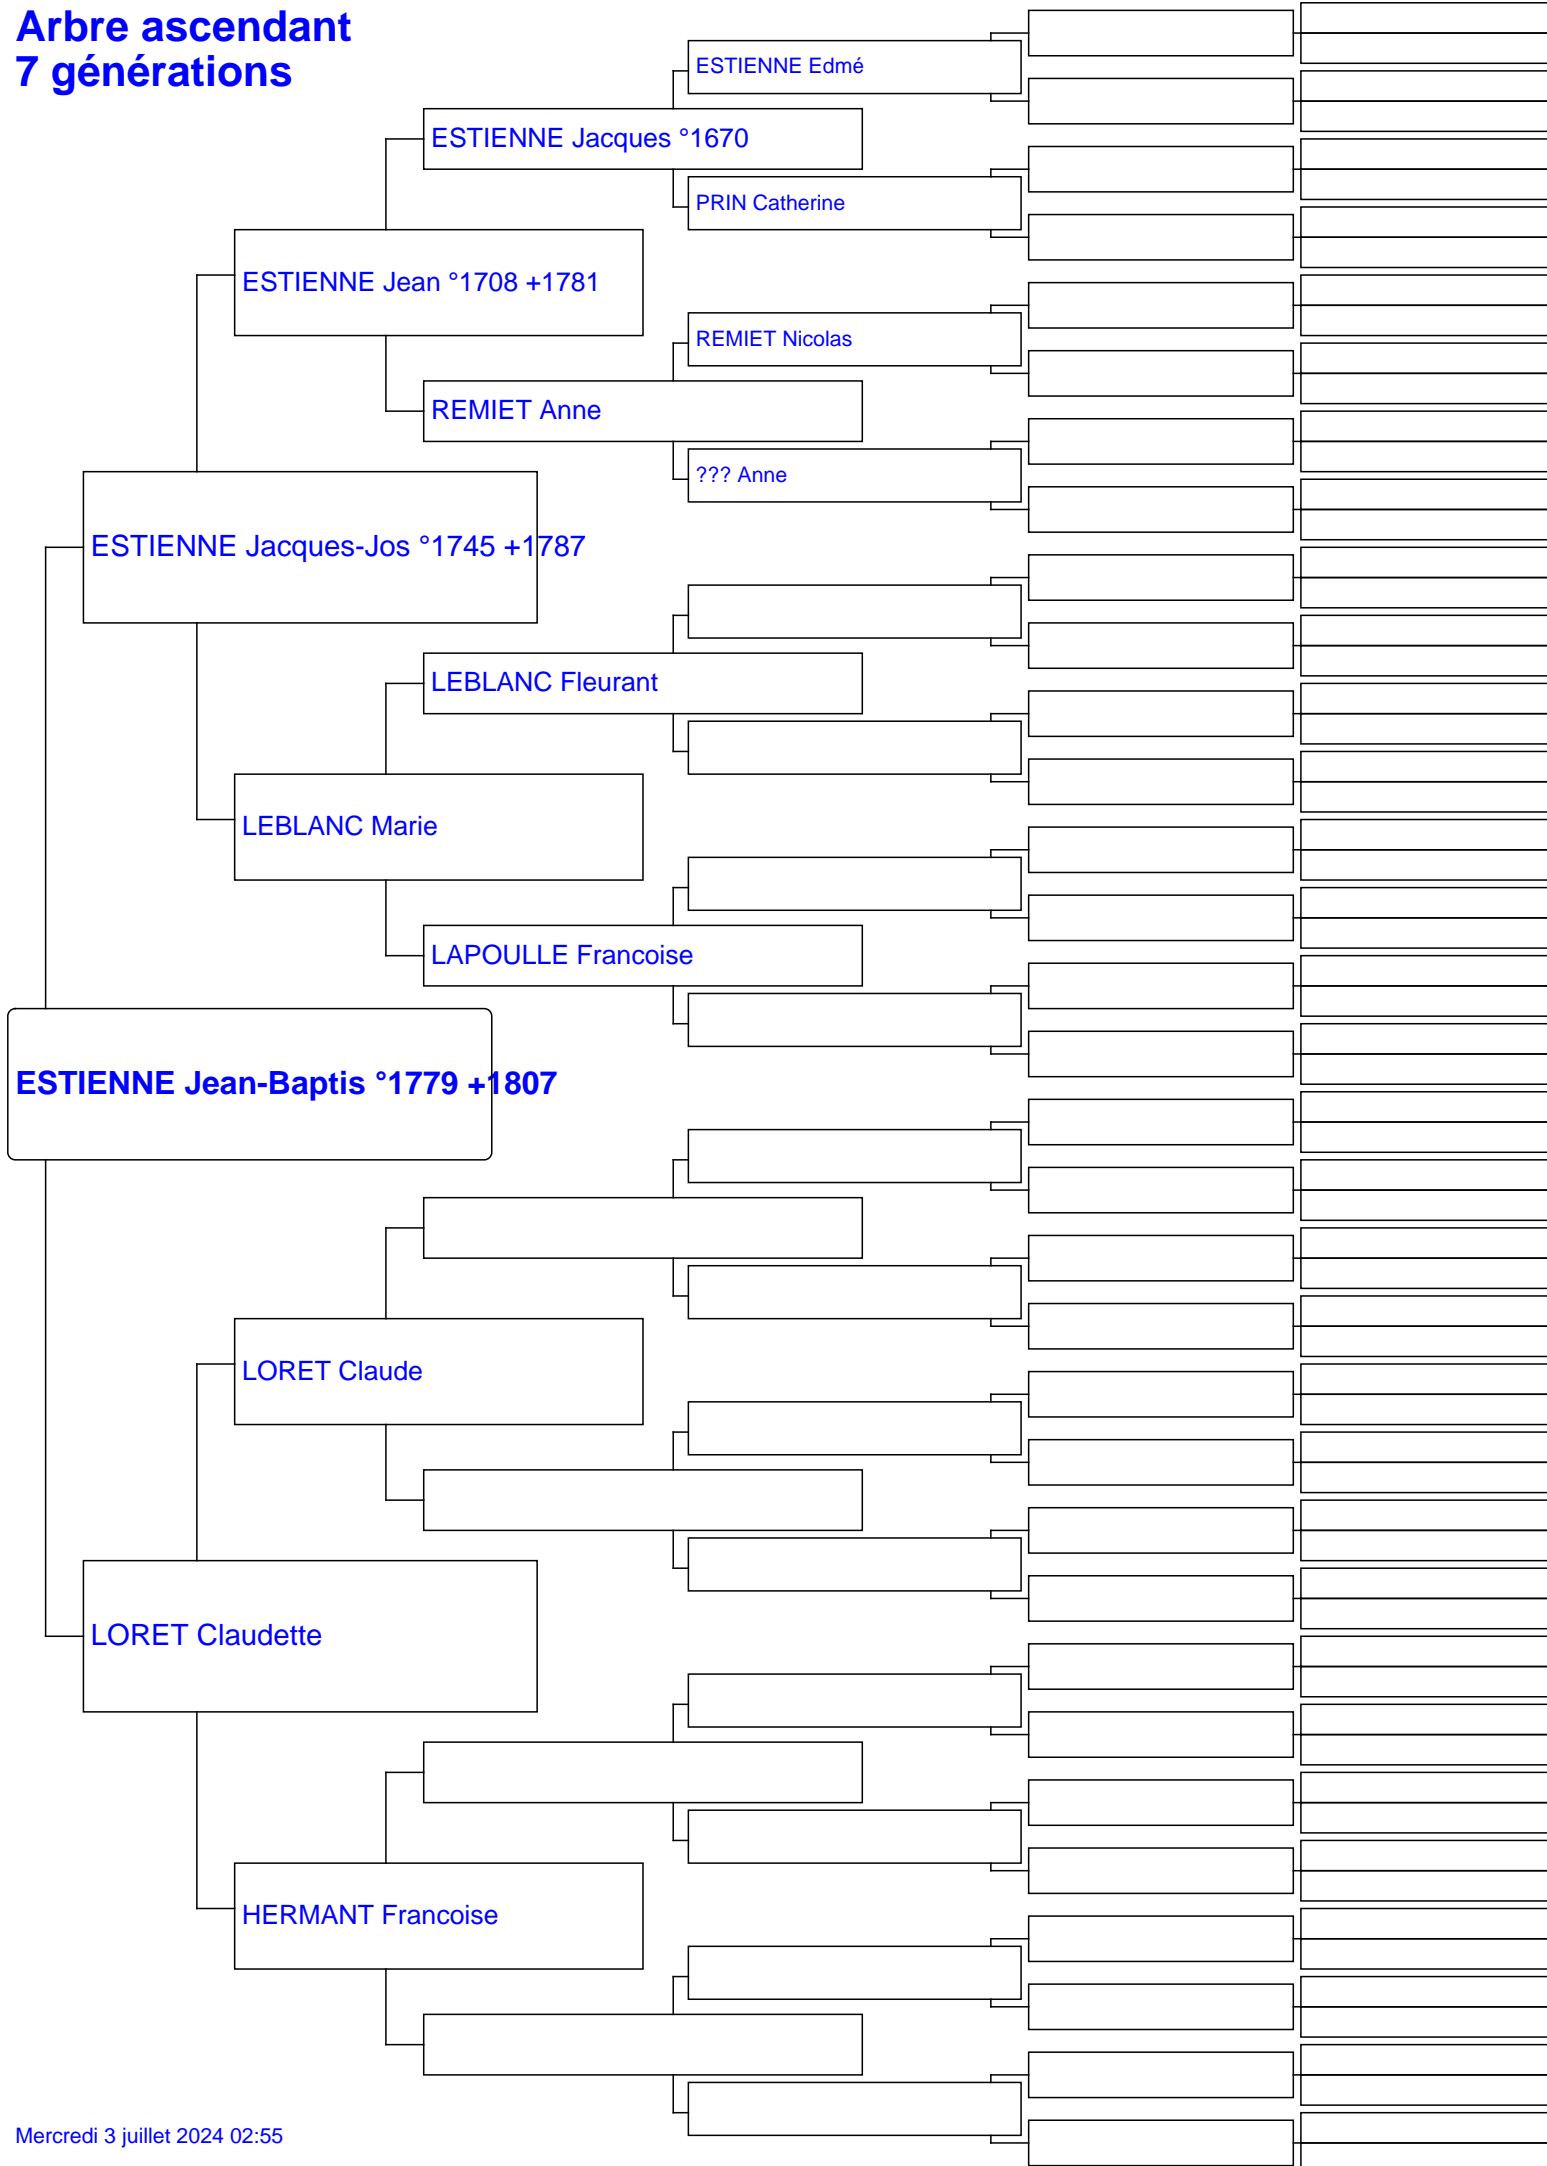 Arbre ascendant
7 générations
ESTIENNE Edmé
ESTIENNE Jacques °1670
PRIN Catherine
ESTIENNE Jean °1708 +1781
REMIET Nicolas
REMIET Anne
??? Anne
ESTIENNE Jacques-Jos °1745 +1787
LEBLANC Fleurant
LEBLANC Marie
LAPOULLE Francoise
ESTIENNE Jean-Baptis °1779 +1807
LORET Claude
LORET Claudette
HERMANT Francoise
Mercredi 3 juillet 2024 02:55